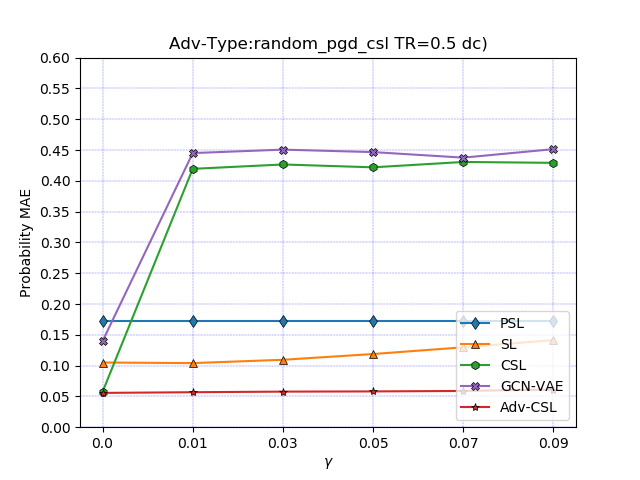 Adv-Type:random_pgd_csl TR=0.5 dc)
Probability MAE
0.60
0.55
0.50
0.45
0.40
0.35
0.30
0.25
0.20
0.15
0.10
0.05
0.00
0.0 0.01 0.03 0.05 0.07 0.09
γ
PSL
SL
CSL
GCN-VAE
Adv-CSL